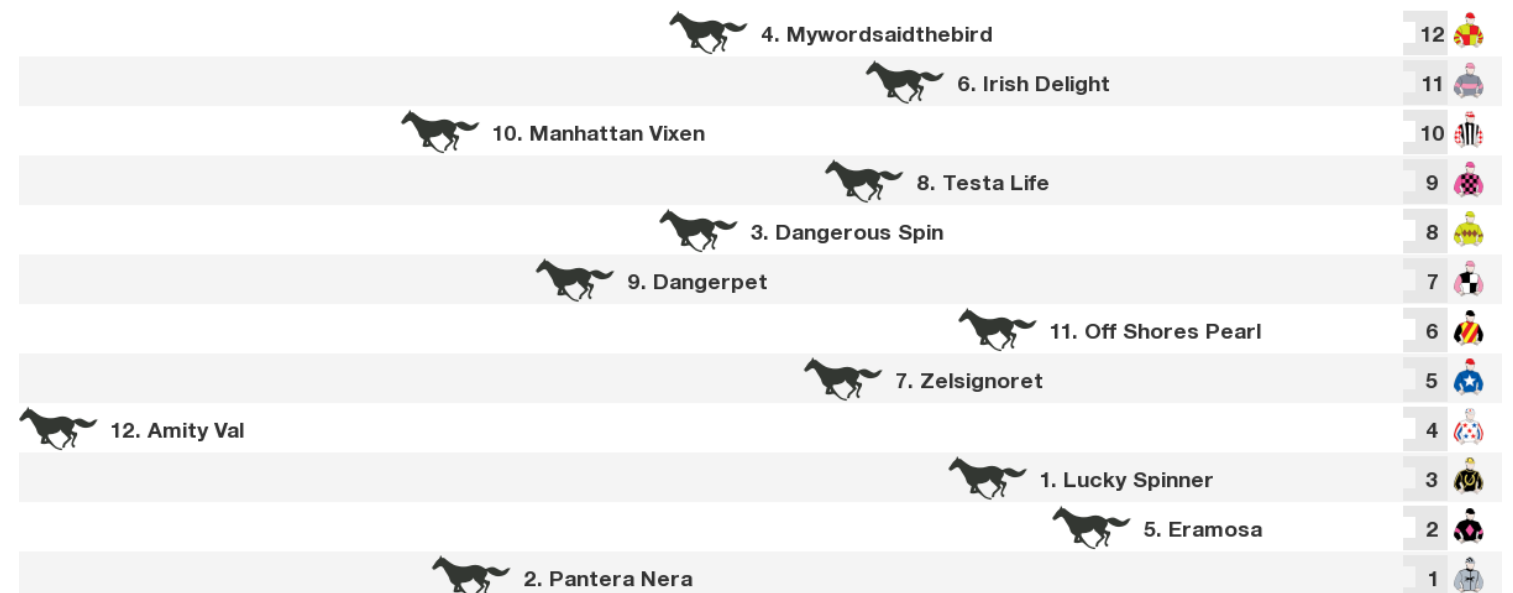 4. Mywordsaidthebird 12
6. Irish Delight 11
10. Manhattan Vixen 10
8. Testa Life 9
3. Dangerous Spin 8
9. Dangerpet 7
11. Off Shores Pearl 6
7. Zelsignoret 5
12. Amity Val 4
1. Lucky Spinner 3
5. Eramosa 2
2. Pantera Nera 1